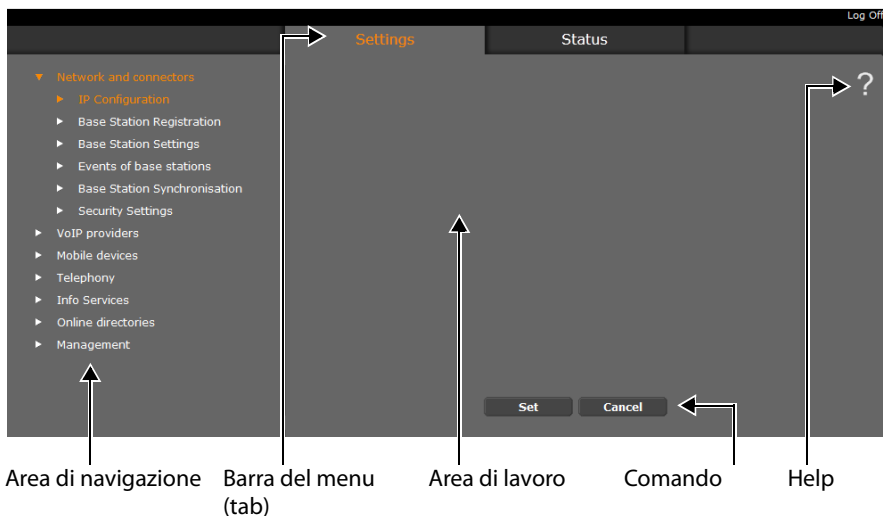 Log Off
Settings
Status
Network and connectors
IP Configuration
Base Station Registration
Base Station Settings
Events of base stations
Base Station Synchronisation
Security Settings
VoIP providers
Mobile devices
Telephony
Info Services
Online directories
Management
?
Set
Cancel
Area di navigazione
Barra del menu
(tab)
Area di lavoro
Comando
Help